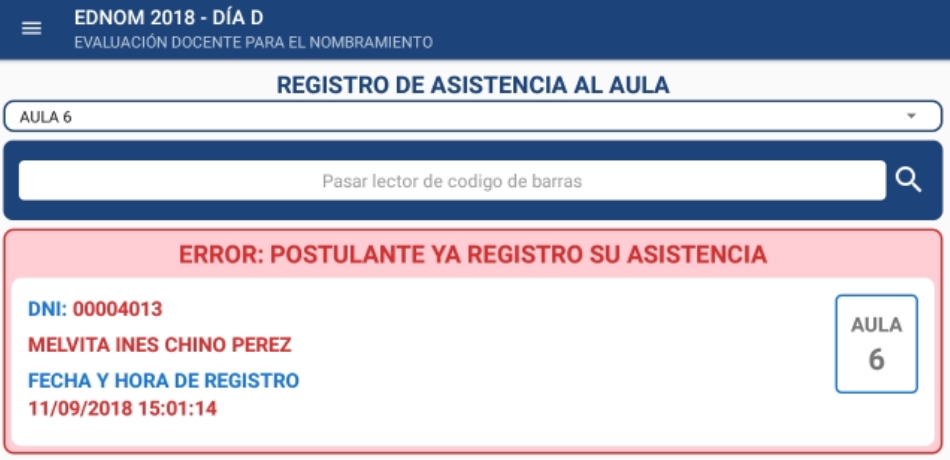 EDNOM 2018 - DÍA D
EVALUACIÓN DOCENTE PARA EL NOMBRAMIENTO
REGISTRO DE ASISTENCIA AL AULA
AULA 6
Pasar lector de codigo de barras
ERROR: POSTULANTE YA REGISTRO SU ASISTENCIA
DNI: 00004013
MELVITA INES CHINO PEREZ
FECHA Y HORA DE REGISTRO
11/09/2018 15:01:14
AULA
6